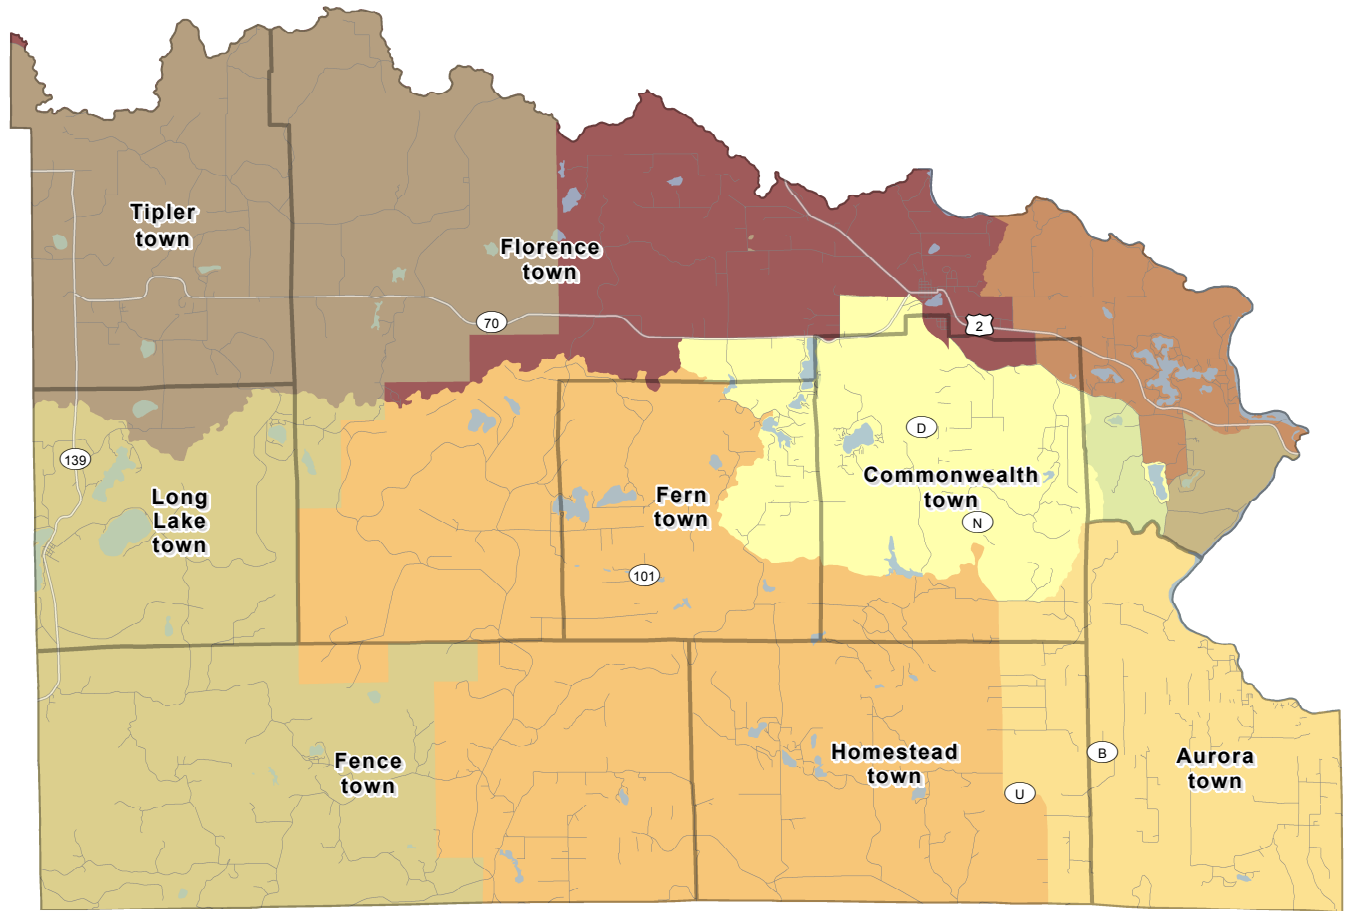 Tipler
town
Florence
town
70
2
D
139
Long
Lake
town
Fern
town
Commonwealth
town
N
101
Fence
town
Homestead
town
B
Aurora
town
U